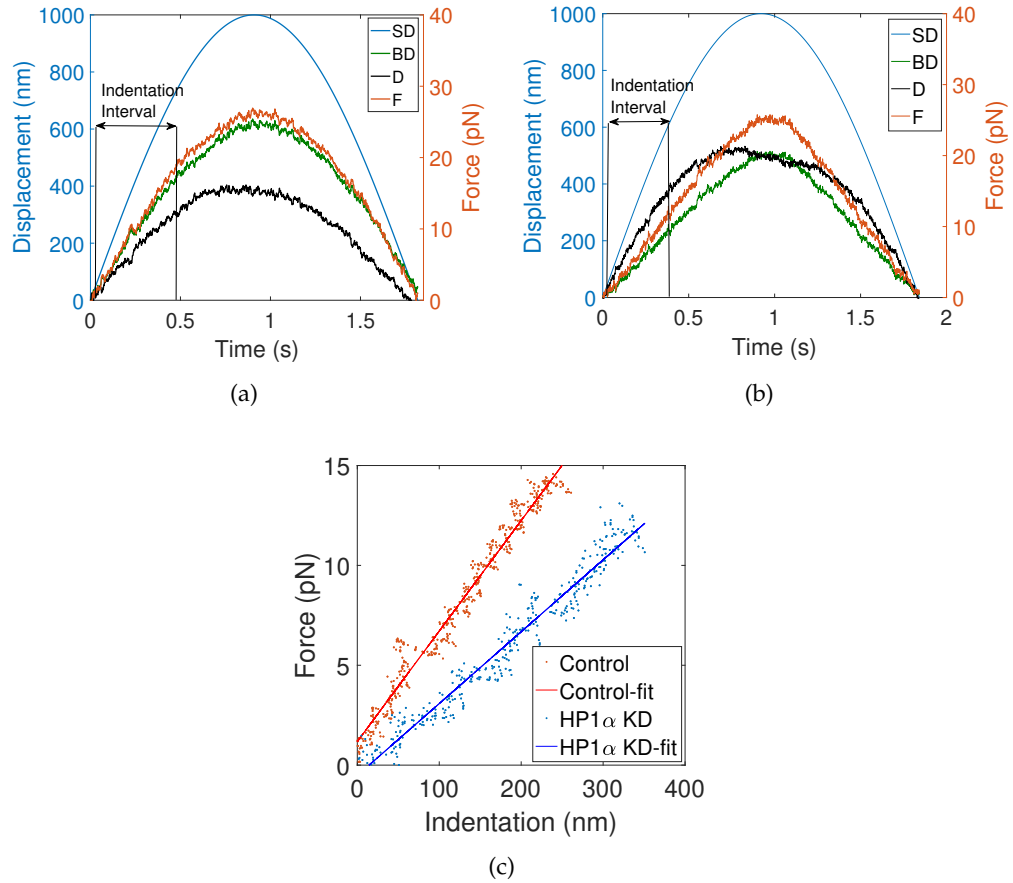 1000
800
600
400
200
0
Displacement (nm)
Indentation
Interval
SD
BD
D
F
40
30
20
10
0
Force (pN)
0 0.5 1 1.5
Time (s)
(a)
1000
800
600
400
200
0
Displacement (nm)
Indentation
Interval
SD
BD
D
F
40
30
20
10
0
Force (pN)
0 0.5 1 1.5 2
Time (s)
(b)
15
10
5
0
Force (pN)
Control
Control-fit
HP1α KD
HP1α KD-fit
0 100 200 300 400
Indentation (nm)
(c)